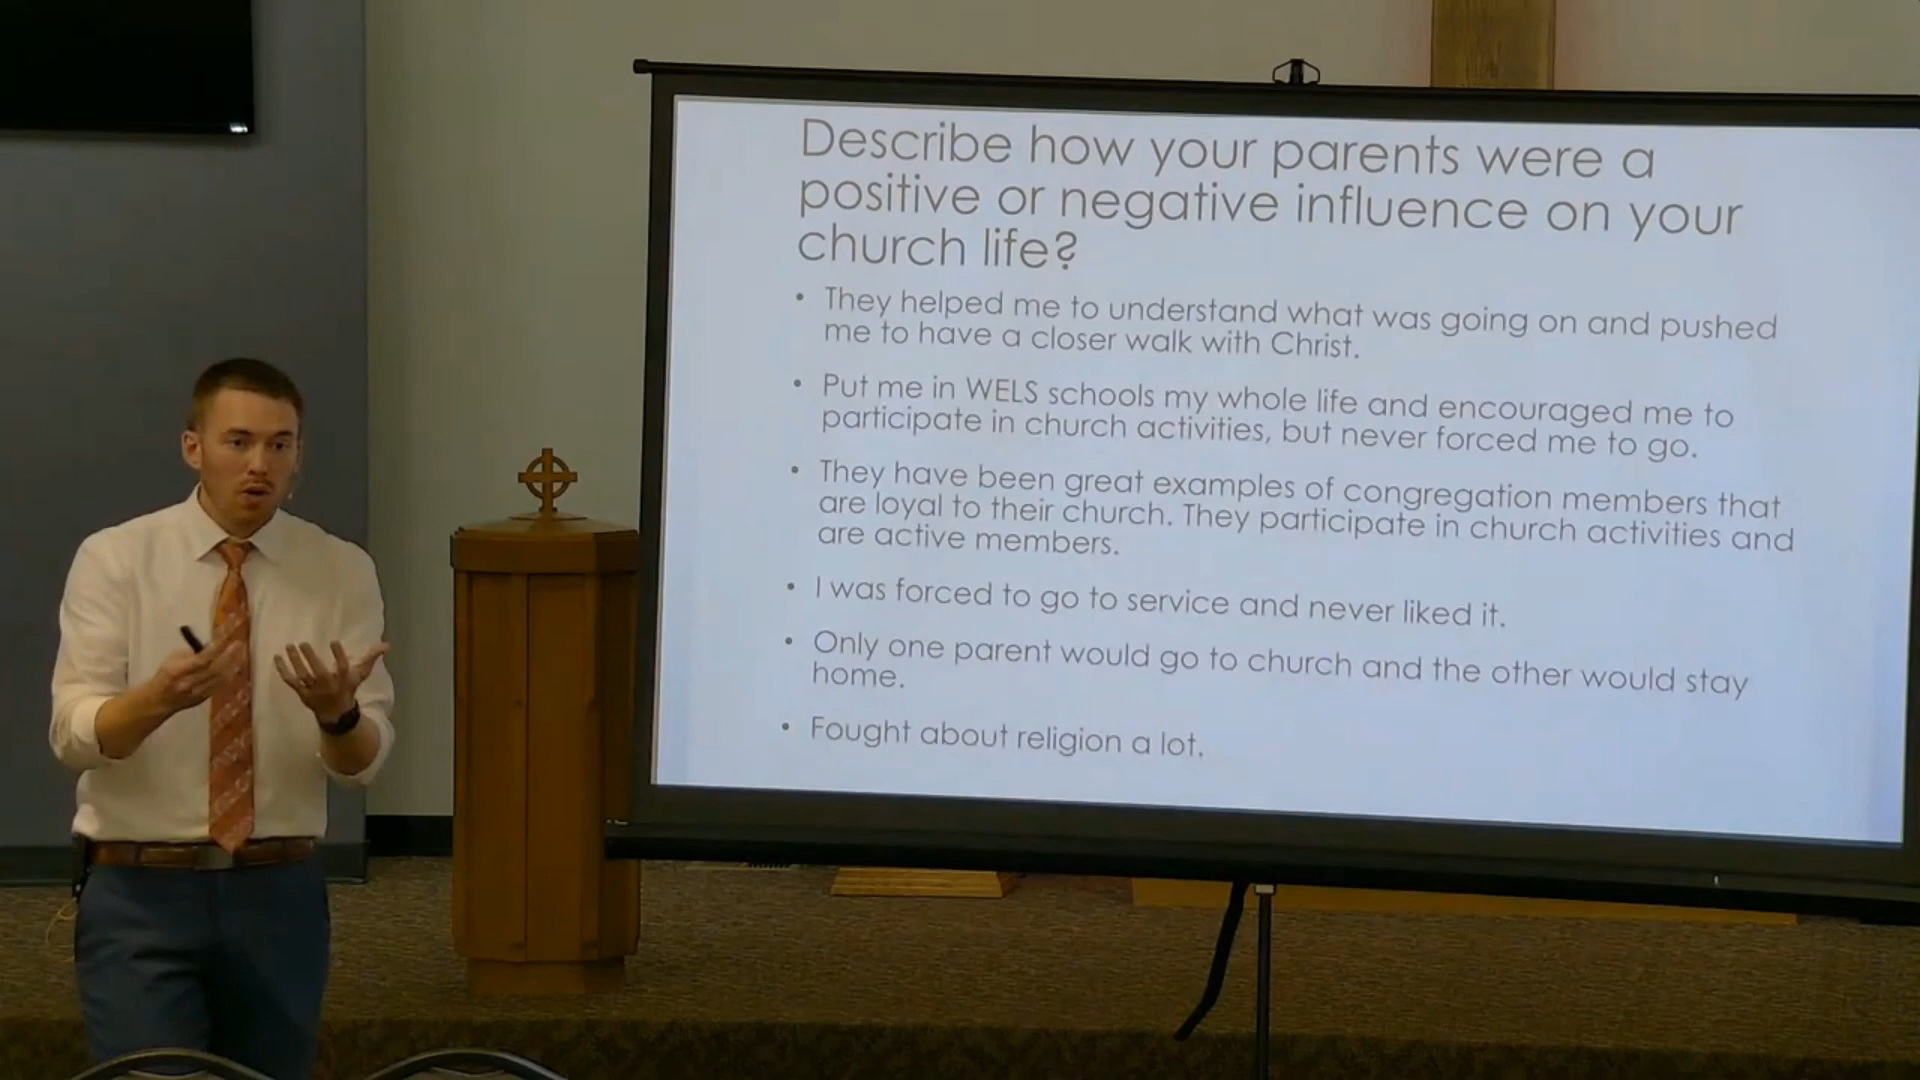 Describe how your parents were a
positive or negative influence on your
church life?
• They helped me to understand what was going on and pushed
me to have a closer walk with Christ.
• Put me in WELS schools my whole life and encouraged me to
participate in church activities, but never forced me to go.
• They have been great examples of congregation members that
are loyal to their church. They participate in church activities and
are active members.
• I was forced to go to service and never liked it.
• Only one parent would go to church and the other would stay
home.
• Fought about religion a lot.